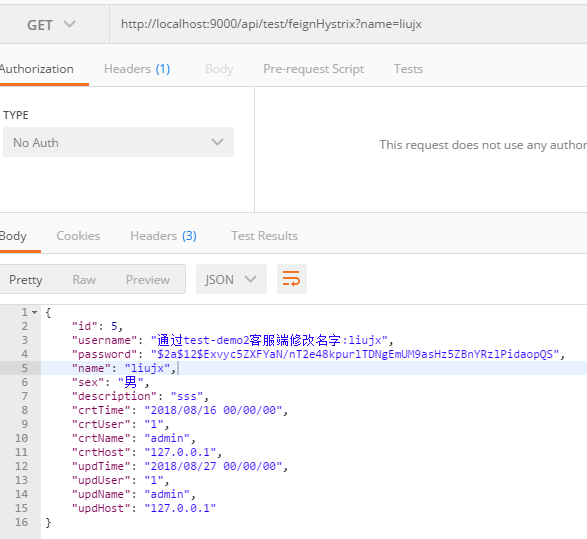 GET http://localhost:9000/api/test/feignHystrix?name=liujx
Authorization Headers (1) Body Pre-request Script Tests
TYPE
No Auth
This request does not use any author
Body Cookies Headers (3) Test Results
Pretty Raw Preview JSON
1 {
2 "id": 5,
3 "username": "通过test-demo2客服端修改名字:liujx",
4 "password": "$2a$12$Exvyc5ZXFYaN/nT2e48kpurlTDNgEmUM9asHz5ZBnYRzlPidaopQS",
5 "name": "liujx",
6 "sex": "男",
7 "description": "sss",
8 "crtTime": "2018/08/16 00/00/00",
9 "crtUser": "1",
10 "crtName": "admin",
11 "crtHost": "127.0.0.1",
12 "updTime": "2018/08/27 00/00/00",
13 "updUser": "1",
14 "updName": "admin",
15 "updHost": "127.0.0.1"
16 }